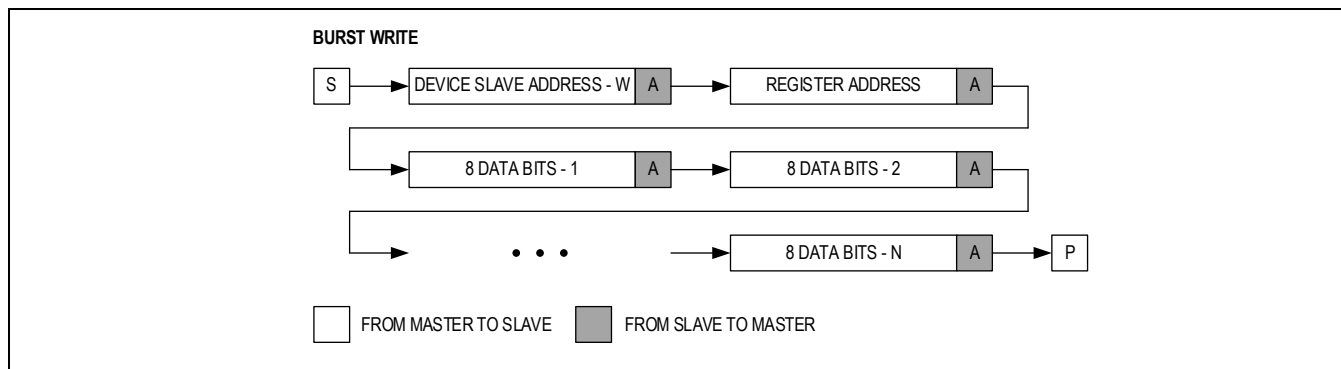 BURST WRITE
S DEVICE SLAVE ADDRESS - W A REGISTER ADDRESS A
8 DATA BITS - 1 A 8 DATA BITS - 2 A
• • • 8 DATA BITS - N A P
FROM MASTER TO SLAVE FROM SLAVE TO MASTER